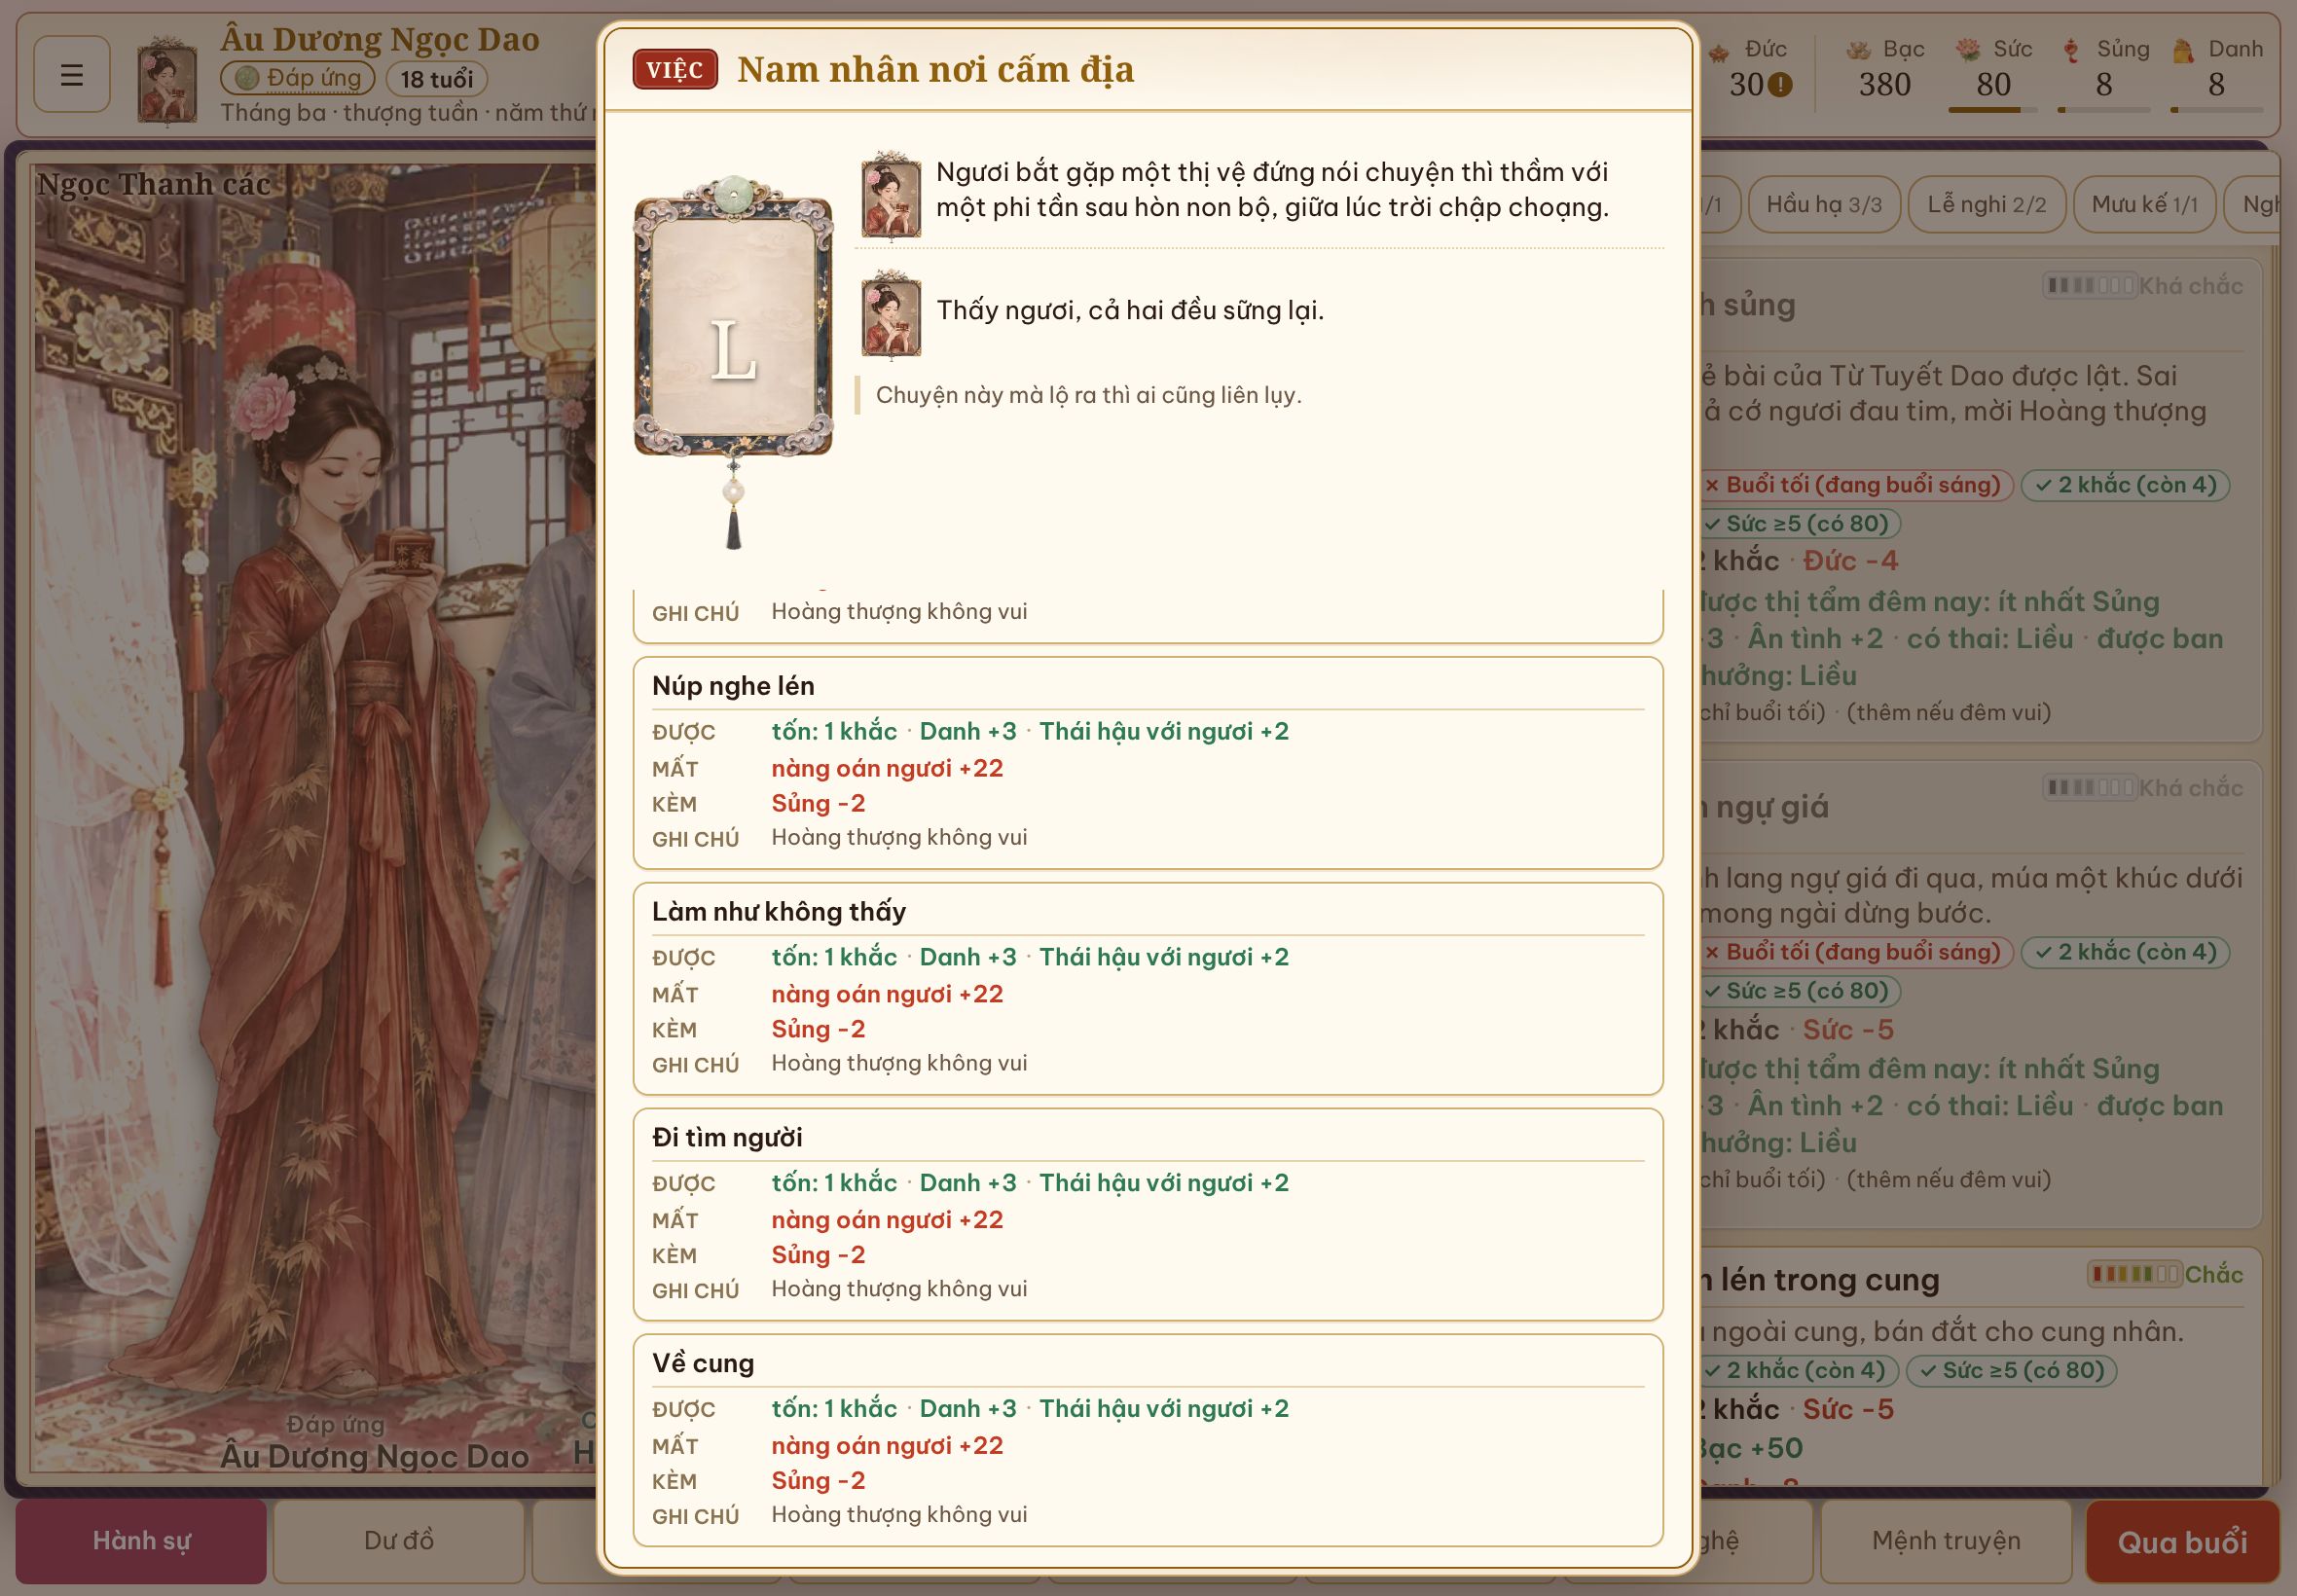 Âu Dương Ngọc Dao
Đáp ứng
18 tuổi
Tháng ba · thượng tuần · năm thứ
Đức
30
Bạc
380
Sức
80
Sủng
8
Danh
8
Ngọc Thanh các
Đáp ứng
Âu Dương Ngọc Dao
VIỆC
Nam nhân nơi cấm địa
L
Ngươi bắt gặp một thị vệ đứng nói chuyện thì thầm với
một phi tần sau hòn non bộ, giữa lúc trời chập choạng.
Thấy ngươi, cả hai đều sững lại.
Chuyện này mà lộ ra thì ai cũng liên lụy.
GHI CHÚ Hoàng thượng không vui
Núp nghe lén
ĐƯỢC tốn: 1 khắc · Danh +3 · Thái hậu với ngươi +2
MẤT nàng oán ngươi +22
KÈM Sủng -2
GHI CHÚ Hoàng thượng không vui
Làm như không thấy
ĐƯỢC tốn: 1 khắc · Danh +3 · Thái hậu với ngươi +2
MẤT nàng oán ngươi +22
KÈM Sủng -2
GHI CHÚ Hoàng thượng không vui
Đi tìm người
ĐƯỢC tốn: 1 khắc · Danh +3 · Thái hậu với ngươi +2
MẤT nàng oán ngươi +22
KÈM Sủng -2
GHI CHÚ Hoàng thượng không vui
Về cung
ĐƯỢC tốn: 1 khắc · Danh +3 · Thái hậu với ngươi +2
MẤT nàng oán ngươi +22
KÈM Sủng -2
GHI CHÚ Hoàng thượng không vui
/1
Hầu hạ 3/3
Lễ nghi 2/2
Mưu kế 1/1
sủng
Khá chắc
bài của Từ Tuyết Dao được lật. Sai
cớ ngươi đau tim, mời Hoàng thượng
× Buổi tối (đang buổi sáng) ✓ 2 khắc (còn 4)
✓ Sức ≥5 (có 80)
2 khắc · Đức -4
được thị tẩm đêm nay: ít nhất Sủng
3 · Ân tình +2 · có thai: Liều · được ban
thưởng: Liều
chỉ buổi tối) · (thêm nếu đêm vui)
ngự giá
Khá chắc
lang ngự giá đi qua, múa một khúc dưới
mong ngài dừng bước.
× Buổi tối (đang buổi sáng) ✓ 2 khắc (còn 4)
✓ Sức ≥5 (có 80)
2 khắc · Sức -5
được thị tẩm đêm nay: ít nhất Sủng
3 · Ân tình +2 · có thai: Liều · được ban
thưởng: Liều
chỉ buổi tối) · (thêm nếu đêm vui)
lén trong cung
Chắc
ngoài cung, bán đắt cho cung nhân.
✓ 2 khắc (còn 4) ✓ Sức ≥5 (có 80)
2 khắc · Sức -5
Bạc +50
Hành sự
Dư đồ
Mệnh truyện
Qua buổi